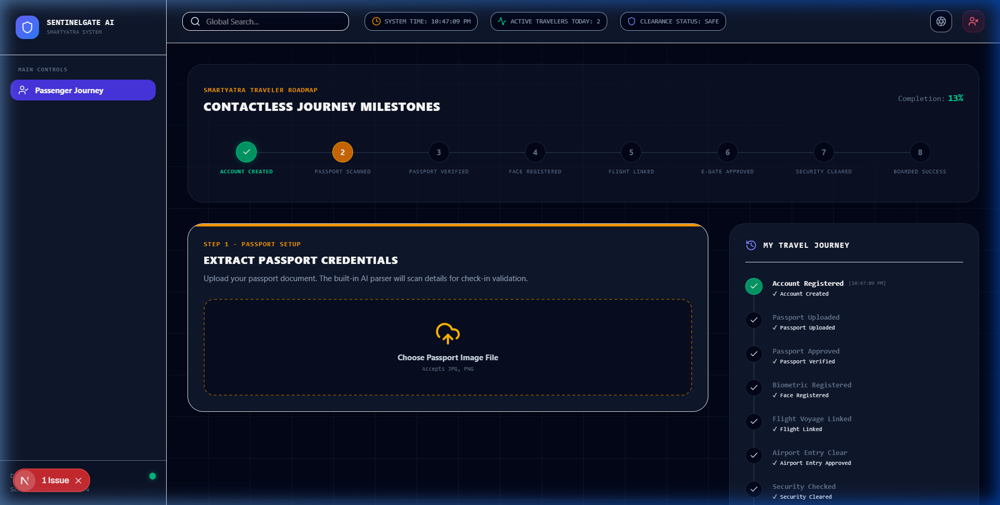 SENTINELGATE AI
SMARTYATRA SYSTEM
MAIN CONTROLS
Passenger Journey
N 1 Issue
Global Search...
SYSTEM TIME: 10:47:09 PM
ACTIVE TRAVELERS TODAY: 2
CLEARANCE STATUS: SAFE
SMARTYATRA TRAVELER ROADMAP
CONTACTLESS JOURNEY MILESTONES
Completion: 13%
ACCOUNT CREATED
2
PASSPORT SCANNED
3
PASSPORT VERIFIED
4
FACE REGISTERED
5
FLIGHT LINKED
6
E-GATE APPROVED
7
SECURITY CLEARED
8
BOARDED SUCCESS
STEP 1 - PASSPORT SETUP
EXTRACT PASSPORT CREDENTIALS
Upload your passport document. The built-in AI parser will scan details for check-in validation.
Choose Passport Image File
Accepts JPG, PNG
MY TRAVEL JOURNEY
Account Registered [10:47:09 PM]
✓ Account Created
Passport Uploaded
✓ Passport Uploaded
Passport Approved
✓ Passport Verified
Biometric Registered
✓ Face Registered
Flight Voyage Linked
✓ Flight Linked
Airport Entry Clear
✓ Airport Entry Approved
Security Checked
✓ Security Cleared